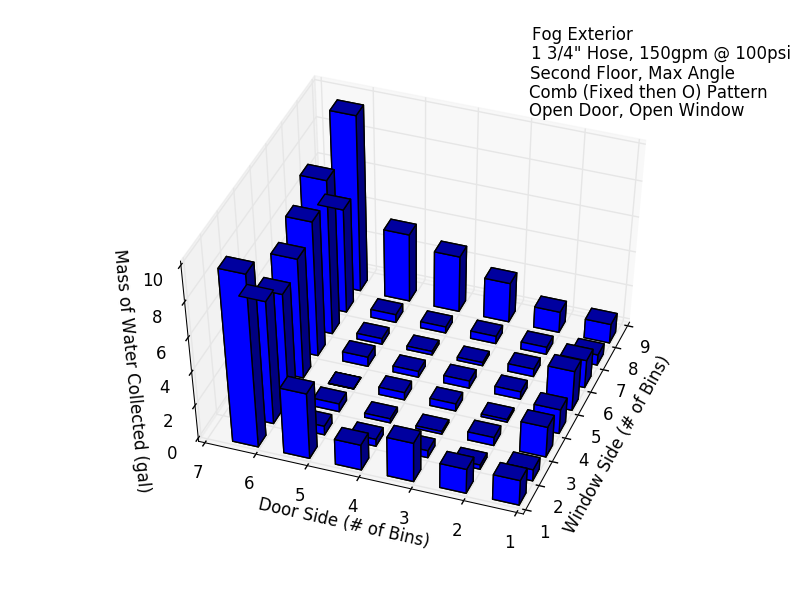 Fog Exterior
1 3/4" Hose, 150gpm @ 100psi
Second Floor, Max Angle
Comb (Fixed then O) Pattern
Open Door, Open Window
Mass of Water Collected (gal)
10
8
6
4
2
0
Door Side (# of Bins)
7
6
5
4
3
2
1
Window Side (# of Bins)
9
8
7
6
5
4
3
2
1